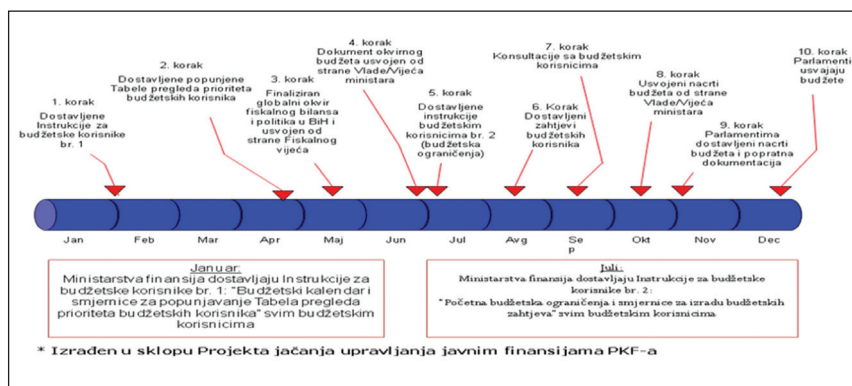 1. korak
Dostavljene
Instrukcije za
budžetske korisnike
br. 1
2. korak
Dostavljene popunjene
Tabele pregleda prioriteta
budžetskih korisnika
3. korak
Finaliziran
globalni okvir
fiskalnog bilansa
i politika u BiH i
usvojen od
strane Fiskalnog
vijeća
4. korak
Dokument okvirnog
budžeta usvojen od
strane Vlade/Vijeća
ministara
5. korak
Dostavljene
instrukcije
budžetskim
korisnicima br. 2
(budžetska
ograničenja)
6. Korak
Dostavljeni
zahtjevi
budžetskih
korisnika
7. korak
Konsultacije sa budžetskim
korisnicima
8. korak
Usvojeni nacrti
budžeta od strane
Vlade/Vijeća
ministara
9. korak
Parlamentima
dostavljeni nacrti
budžeta i popratna
dokumentacija
10. korak
Parlamenti
usvajaju
budžete
Jan Feb Mar Apr Maj Jun Jul Avg Se Okt Nov Dec
p
Januar:
Ministarstva finansija dostavljaju Instrukcije za
budžetske korisnike br. 1: "Budžetski kalendar i
smjernice za popunjavanje Tabela pregleda
prioriteta budžetskih korisnika" svim budžetskim
korisnicima
Juli:
Ministarstva finansija dostavljaju Instrukcije za budžetske
korisnike br. 2:
"Početna budžetska ograničenja i smjernice za izradu budžetskih
zahtjeva" svim budžetskim korisnicima
* Izrađen u sklopu Projekta jačanja upravljanja javnim finansijama PKF-a